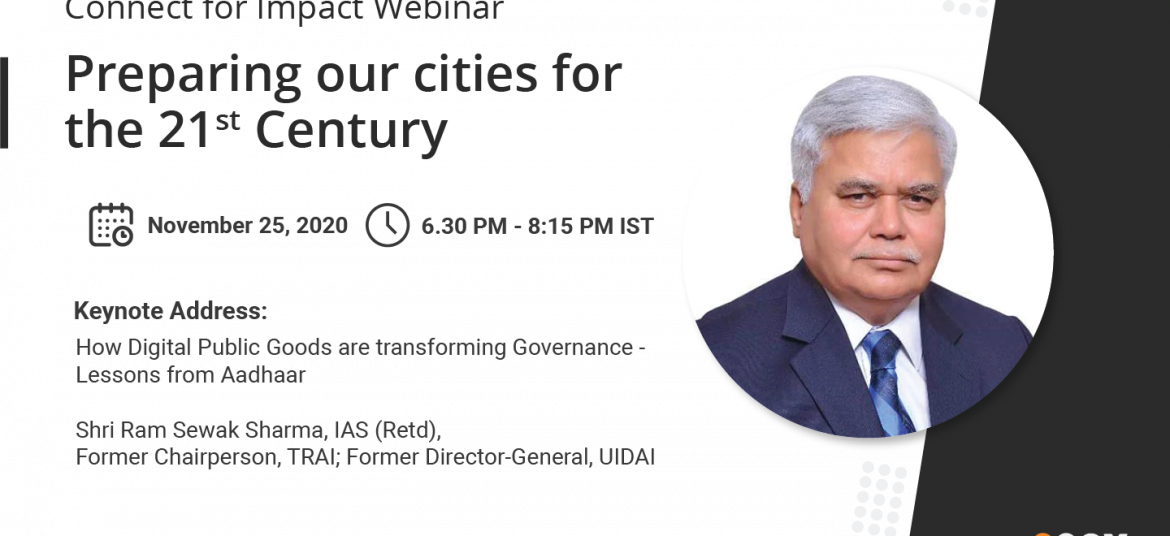 Connect for Impact Webinar
Preparing our cities for
the 21st Century
November 25, 2020
6.30 PM - 8:15 PM IST
Keynote Address:
How Digital Public Goods are transforming Governance -
Lessons from Aadhaar
Shri Ram Sewak Sharma, IAS (Retd),
Former Chairperson, TRAI; Former Director-General, UIDAI